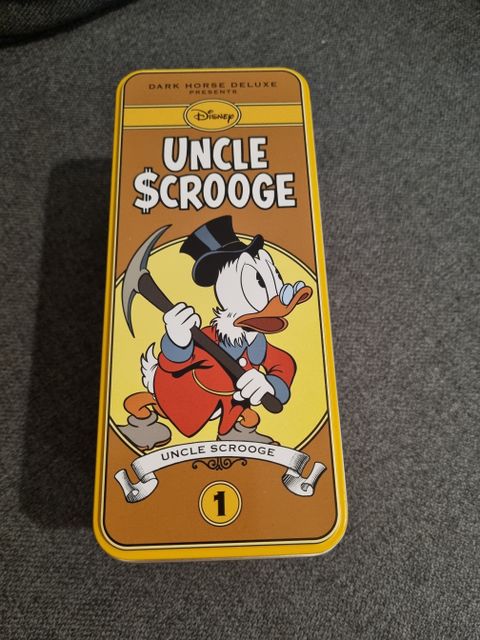 DARK HORSE DELUXE
PRESENTS
Disney
UNCLE
$CROOGE
UNCLE SCROOGE
1